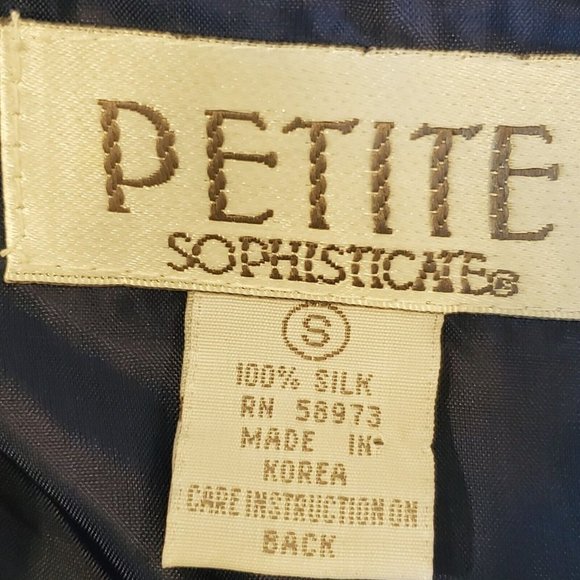 PETITE
SOPHISTICATE®
S
100% SILK
RN 58973
MADE IN
KOREA
CARE INSTRUCTION ON
BACK